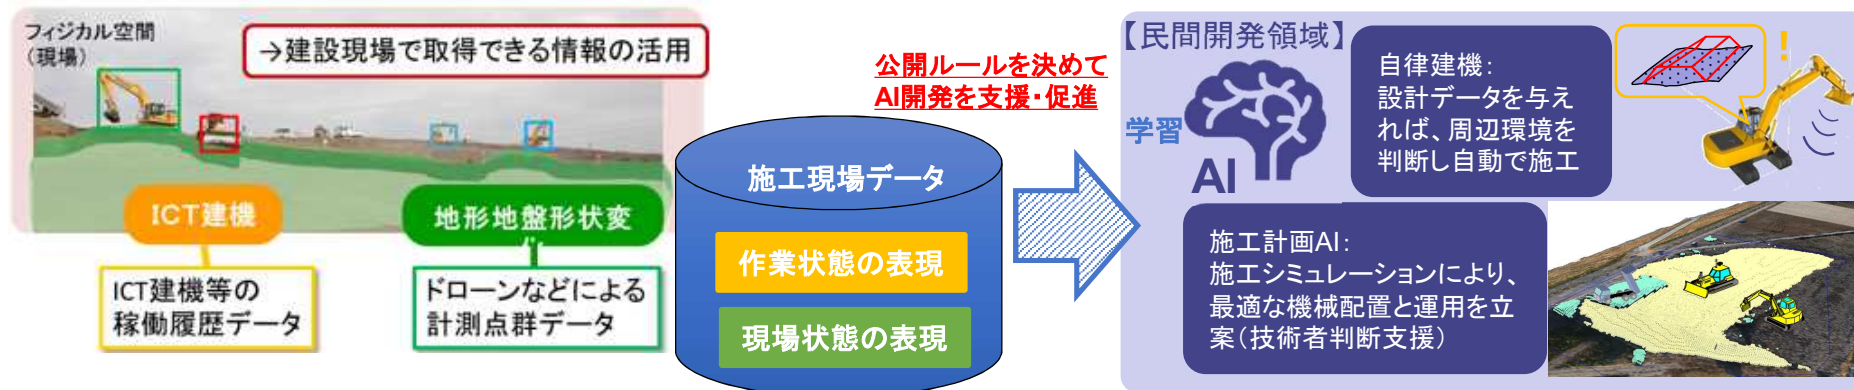 フィジカル空間
（現場）
→建設現場で取得できる情報の活用
ICT建機
地形地盤形状変
ICT建機等の
稼働履歴データ
ドローンなどによる
計測点群データ
公開ルールを決めて
AI開発を支援・促進
施工現場データ
作業状態の表現
現場状態の表現
【民間開発領域】
学習
AI
自律建機：
設計データを与え
れば、周辺環境を
判断し自動で施工
！
施工計画AI：
施工シミュレーションにより、
最適な機械配置と運用を立
案（技術者判断支援）